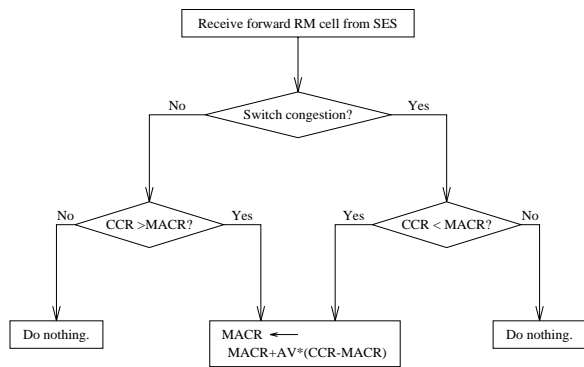 Receive forward RM cell from SES
No
Yes
Switch congestion?
No
CCR >MACR?
Yes
Yes
CCR < MACR?
No
Do nothing.
MACR ←
MACR+AV*(CCR-MACR)
Do nothing.